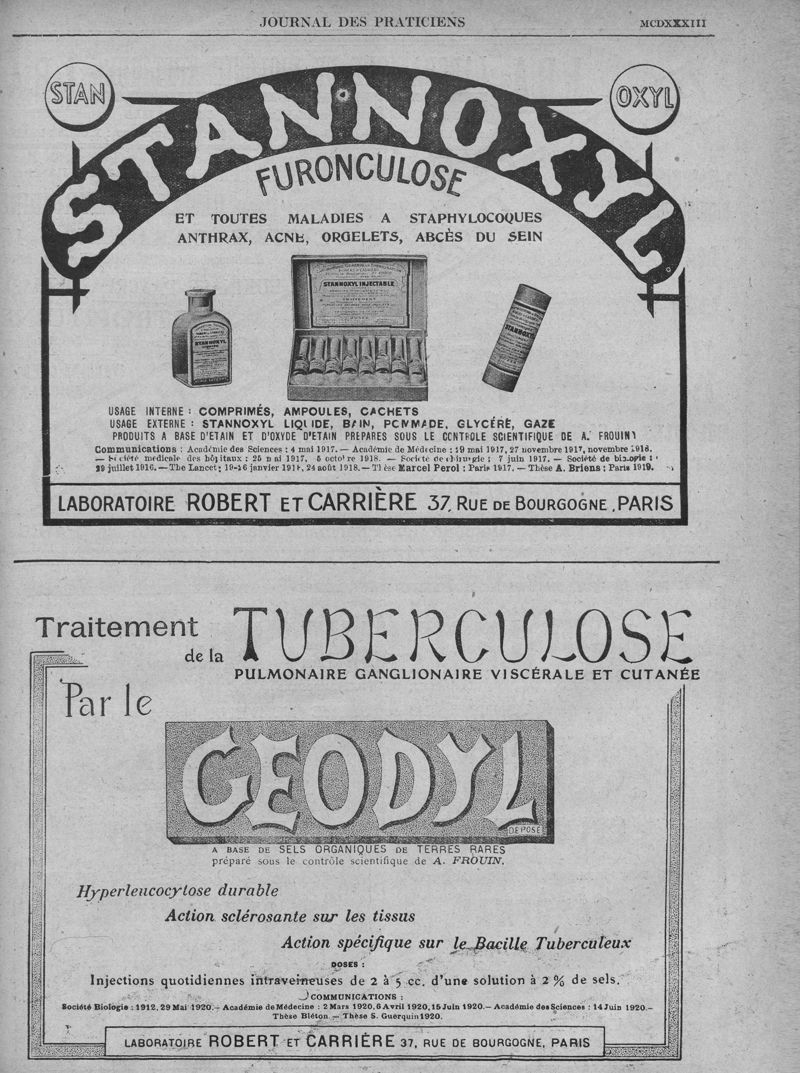 JOURNAL DES PRATICIENS
MCDXXXIII
STAN
OXYL
STANNOXYL
FURONCULOSE
ET TOUTES MALADIES A STAPHYLOCOQUES
ANTHRAX, ACNE, ORGELETS, ABCÈS DU SEIN
STANNOXYL INJECTABLE
STANNOXYL
STANNOXYL
USAGE INTERNE : COMPRIMÉS, AMPOULES, CACHETS
USAGE EXTERNE : STANNOXYL LIQUIDE, BAIN, POMMADE, GLYCÉRÉ, GAZE
PRODUITS A BASE D'ETAIN ET D'OXYDE D'ETAIN PREPARES SOUS LE CONTROLE SCIENTIFIQUE DE A. FROUIN
Communications : Académie des Sciences : 4 mai 1917. — Académie de Médecine : 29 mai 1917, 27 novembre 1917, novembre 1918.
— Société médicale des hôpitaux : 25 mai 1917, 5 octobre 1918. — Société de chirurgie : 7 juin 1917. — Société de biologie :
29 juillet 1916. — The Lancet : 19-26 janvier 1918, 24 août 1918. — Thèse Marcel Perol : Paris 1917. — Thèse A. Briens : Paris 1919.
LABORATOIRE ROBERT ET CARRIÈRE 37, RUE DE BOURGOGNE, PARIS
Traitement de la TUBERCULOSE
PULMONAIRE GANGLIONAIRE VISCÉRALE ET CUTANÉE
Par le
GEODYL
DEPOSÉ
A BASE DE SELS ORGANIQUES DE TERRES RARES
préparé sous le contrôle scientifique de A. FROUIN.
Hyperleucocytose durable
Action sclérosante sur les tissus
Action spécifique sur le Bacille Tuberculeux
DOSES :
Injections quotidiennes intraveineuses de 2 à 5 cc. d'une solution à 2 % de sels.
COMMUNICATIONS :
Société Biologie : 1912, 29 Mai 1920. — Académie de Médecine : 2 Mars 1920, 6 Avril 1920, 15 Juin 1920. — Académie des Sciences : 14 Juin 1920. —
Thèse Bléton. — Thèse S. Guerquin 1920.
LABORATOIRE ROBERT ET CARRIÈRE 37, RUE DE BOURGOGNE, PARIS